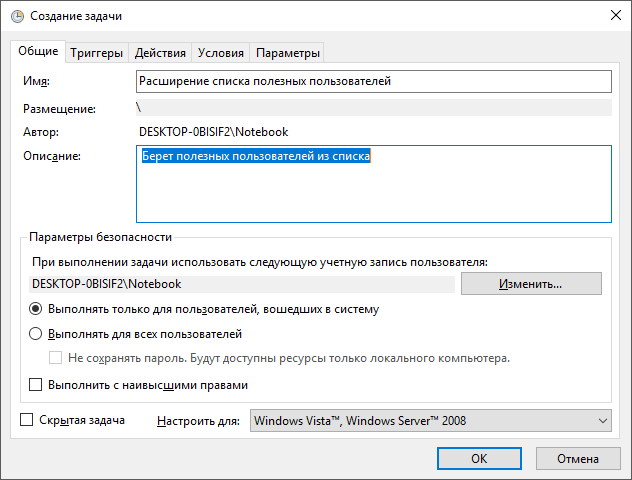 Создание задачи
Общие Триггеры Действия Условия Параметры
Имя: Расширение списка полезных пользователей
Размещение: \
Автор: DESKTOP-0BISIF2\Notebook
Описание: Берет полезных пользователей из списка
Параметры безопасности
При выполнении задачи использовать следующую учетную запись пользователя:
DESKTOP-0BISIF2\Notebook Изменить...
Выполнять только для пользователей, вошедших в систему
Выполнять для всех пользователей
Не сохранять пароль. Будут доступны ресурсы только локального компьютера.
Выполнить с наивысшими правами
Скрытая задача Настроить для: Windows Vista™, Windows Server™ 2008
ОК Отмена